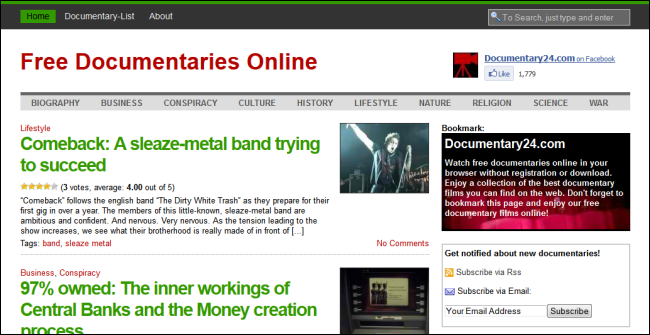 Home Documentary-List About
To Search, just type and enter
Free Documentaries Online
Documentary24.com on Facebook
Like 1,779
BIOGRAPHY BUSINESS CONSPIRACY CULTURE HISTORY LIFESTYLE NATURE RELIGION SCIENCE WAR
Lifestyle
Comeback: A sleaze-metal band trying
to succeed
(3 votes, average: 4.00 out of 5)
"Comeback" follows the english band "The Dirty White Trash" as they prepare for
their first gig in over a year. The members of this little-known, sleaze-metal band are
ambitious and confident. And nervous. Very nervous. As the tension leading to the
show increases, we see what their brotherhood is really made of in front of [...]
Tags: band, sleaze metal
No Comments
Business, Conspiracy
97% owned: The inner workings of
Central Banks and the Money creation
process
Bookmark:
Documentary24.com
Watch free documentaries online in your
browser without registration or download.
Enjoy a collection of the best documentary
films you can find on the web. Don't forget to
bookmark this page and enjoy our free
documentary films online!
Get notified about new documentaries!
Subscribe via Rss
Subscribe via Email:
Your Email Address Subscribe